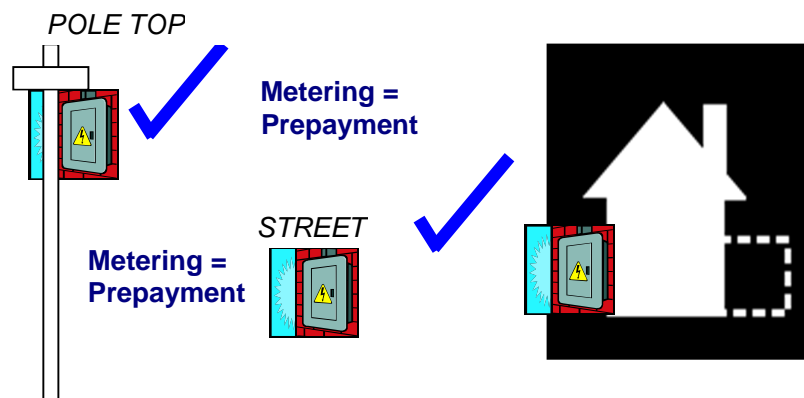 POLE TOP
Metering =
Prepayment
STREET
Metering =
Prepayment